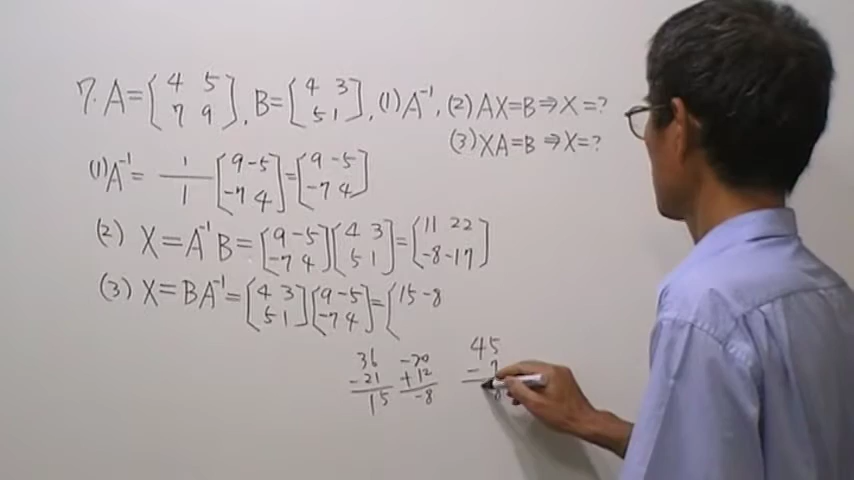 7. A = [4 5; 7 9], B = [4 3; 5 1], (1) A⁻¹, (2) AX=B ⇒ X=?
(3) XA=B ⇒ X=?
(1) A⁻¹ = 1/1 [9 -5; -7 4] = [9 -5; -7 4]
(2) X = A⁻¹B = [9 -5; -7 4][4 3; 5 1] = [11 22; -8 -17]
(3) X = BA⁻¹ = [4 3; 5 1][9 -5; -7 4] = [15 -8
36 -20 45
-21 +12 - 7
15 -8 8